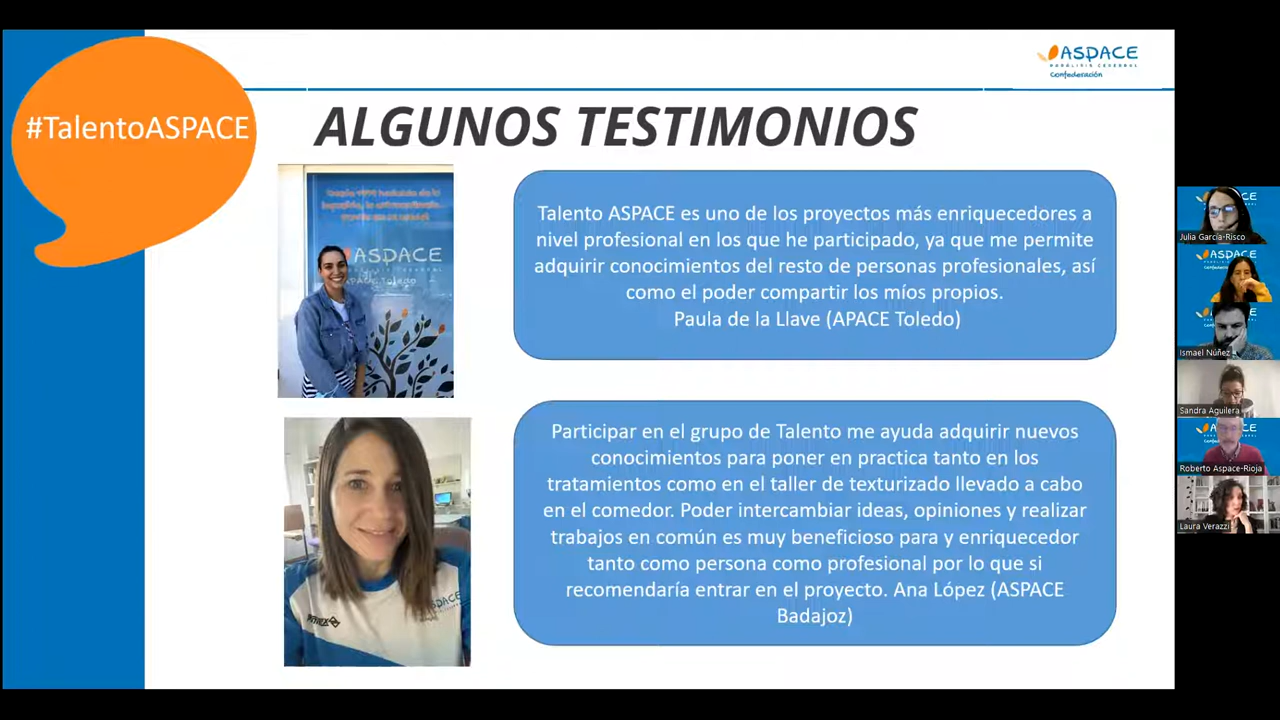 #TalentoASPACE
ASPACE
PARÁLISIS CEREBRAL
Confederación
ALGUNOS TESTIMONIOS
ASPACE
Talento ASPACE es uno de los proyectos más enriquecedores a
nivel profesional en los que he participado, ya que me permite
adquirir conocimientos del resto de personas profesionales, así
como el poder compartir los míos propios.
Paula de la Llave (APACE Toledo)
Participar en el grupo de Talento me ayuda adquirir nuevos
conocimientos para poner en practica tanto en los
tratamientos como en el taller de texturizado llevado a cabo
en el comedor. Poder intercambiar ideas, opiniones y realizar
trabajos en común es muy beneficioso para y enriquecedor
tanto como persona como profesional por lo que si
recomendaría entrar en el proyecto. Ana López (ASPACE
Badajoz)
ASPACE
Julia García-Risco
Ismael Núñez
Sandra Aguilera
Roberto Aspace-Rioja
Laura Verazzi